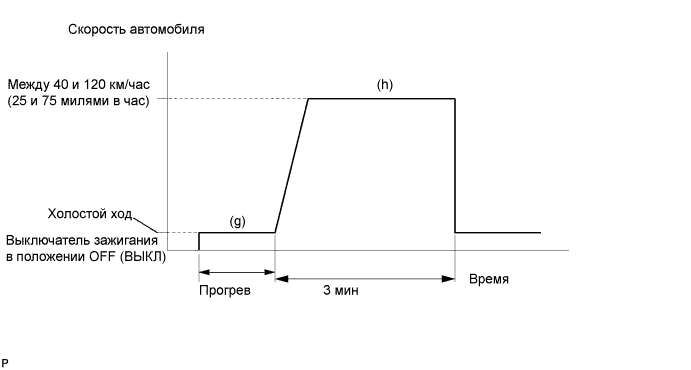 Скорость автомобиля
Между 40 и 120 км/час
(25 и 75 милями в час)
(h)
Холостой ход
(g)
Выключатель зажигания
в положении OFF (ВЫКЛ)
Прогрев
3 мин
Время
P